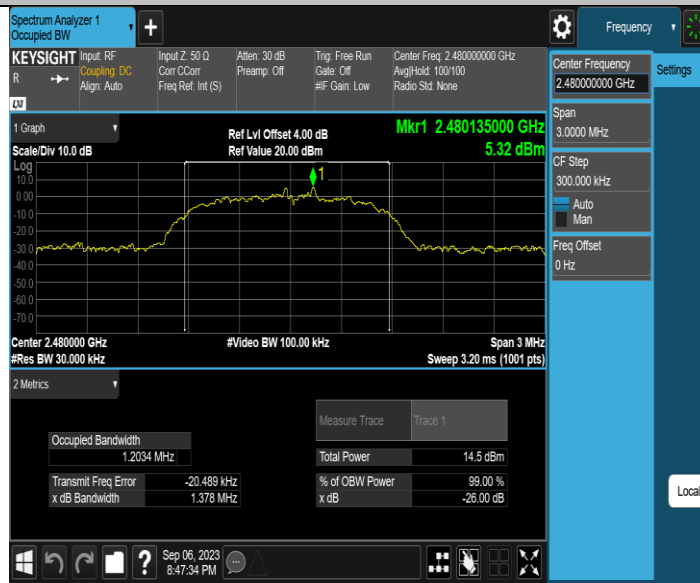 Spectrum Analyzer 1
Occupied BW
+
Frequency
KEYSIGHT
R
LXI
Input: RF
Coupling: DC
Align: Auto
Input Z: 50 Ω
Corr CCorr
Freq Ref: Int (S)
Atten: 30 dB
Preamp: Off
Trig: Free Run
Gate: Off
#IF Gain: Low
Center Freq: 2.480000000 GHz
Avg|Hold: 100/100
Radio Std: None
Center Frequency
2.480000000 GHz
Settings
Span
3.0000 MHz
CF Step
300.000 kHz
Auto
Man
Freq Offset
0 Hz
1 Graph
Scale/Div 10.0 dB
Ref Lvl Offset 4.00 dB
Ref Value 20.00 dBm
Mkr1 2.480135000 GHz
5.32 dBm
Log
10.0
0.00
-10.0
-20.0
-30.0
-40.0
-50.0
-60.0
-70.0
1
Center 2.480000 GHz
#Res BW 30.000 kHz
#Video BW 100.00 kHz
Span 3 MHz
Sweep 3.20 ms (1001 pts)
2 Metrics
Measure Trace
Trace 1
Occupied Bandwidth
1.2034 MHz
Total Power
14.5 dBm
Transmit Freq Error
-20.489 kHz
% of OBW Power
99.00 %
x dB Bandwidth
1.378 MHz
x dB
-26.00 dB
Local
?
Sep 06, 2023
8:47:34 PM